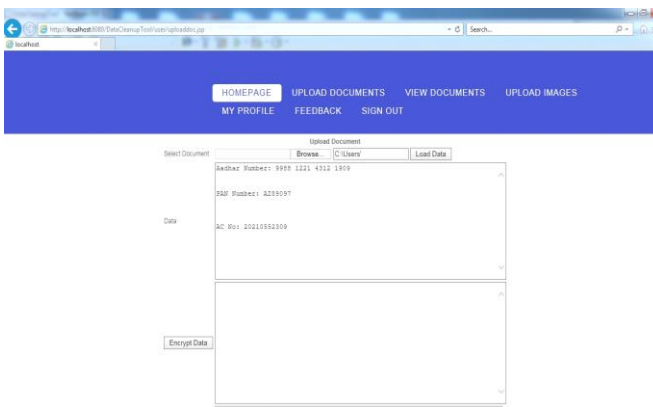 http://localhost:8080/DataCleanupTool/user/uploaddoc.jsp
Search...
localhost
HOMEPAGE UPLOAD DOCUMENTS VIEW DOCUMENTS UPLOAD IMAGES
MY PROFILE FEEDBACK SIGN OUT
Upload Document
Select Document Browse... C:\Users\ Load Data
Aadhar Number: 9988 1221 4312 1909
PAN Number: AZ89097
Data
AC No: 20210552309
Encrypt Data